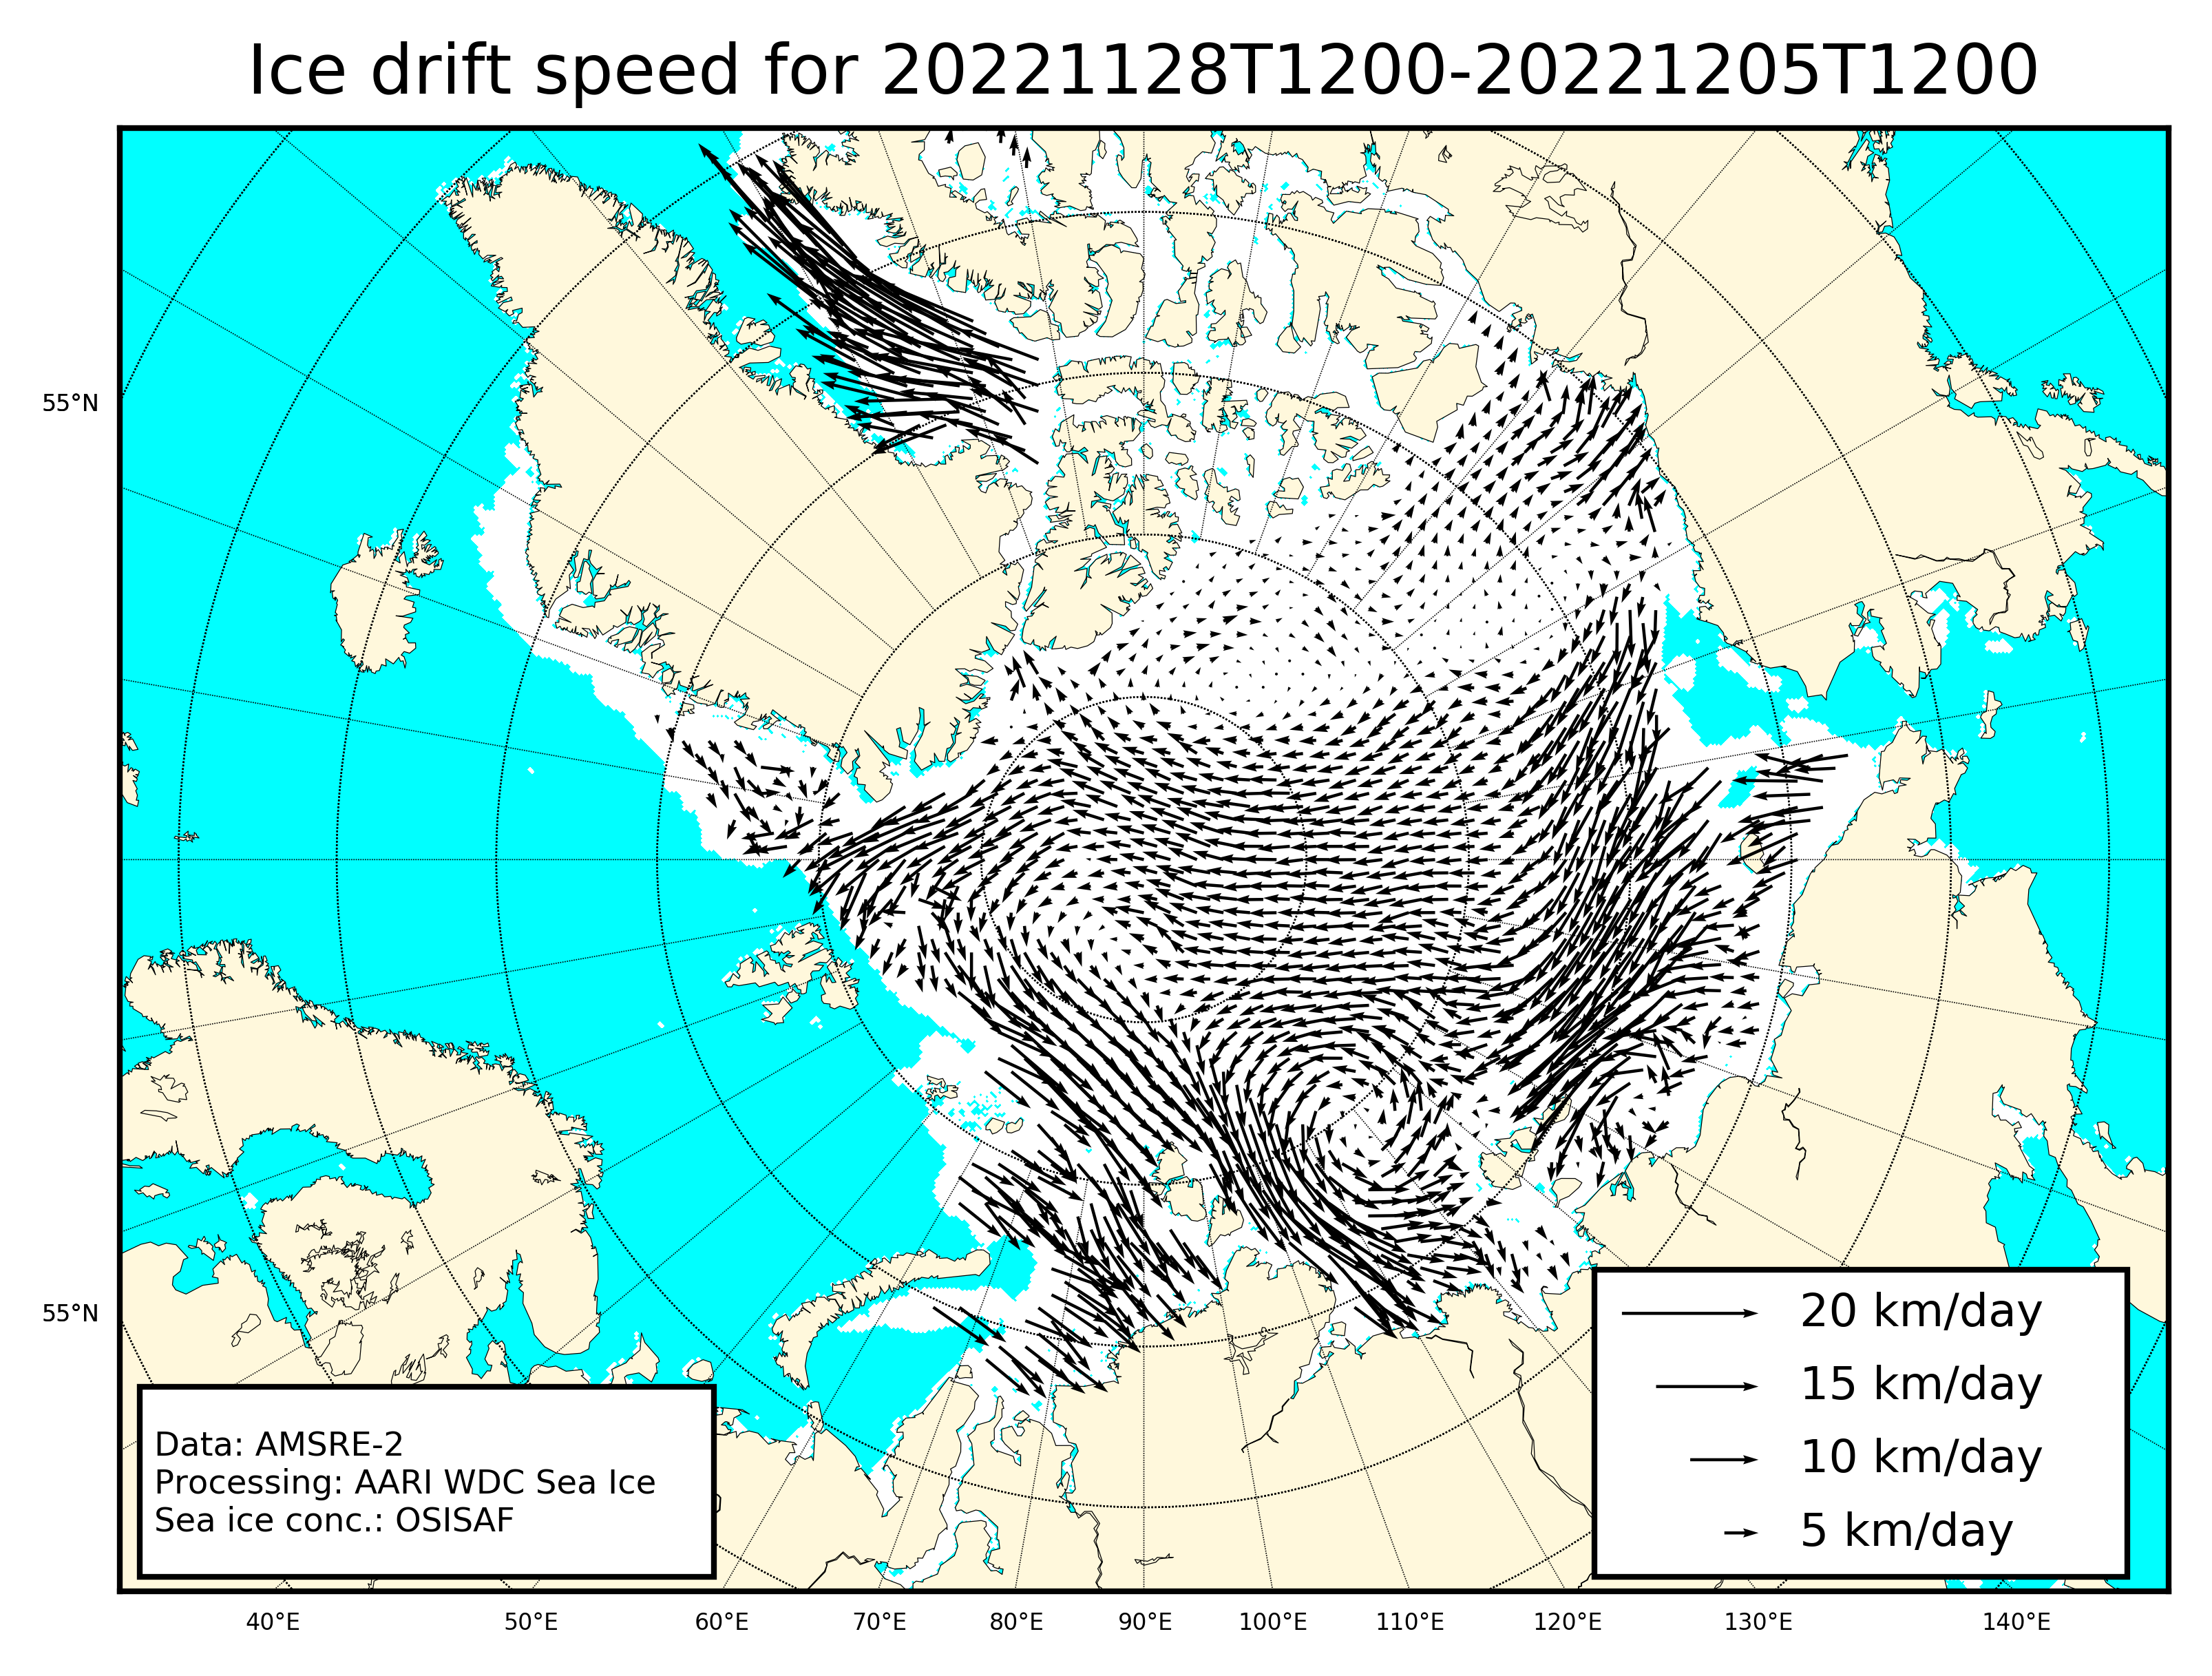 Ice drift speed for 20221128T1200-20221205T1200
55°N
55°N
20 km/day
15 km/day
10 km/day
5 km/day
Data: AMSRE-2
Processing: AARI WDC Sea Ice
Sea ice conc.: OSISAF
40°E 50°E 60°E 70°E 80°E 90°E 100°E 110°E 120°E 130°E 140°E